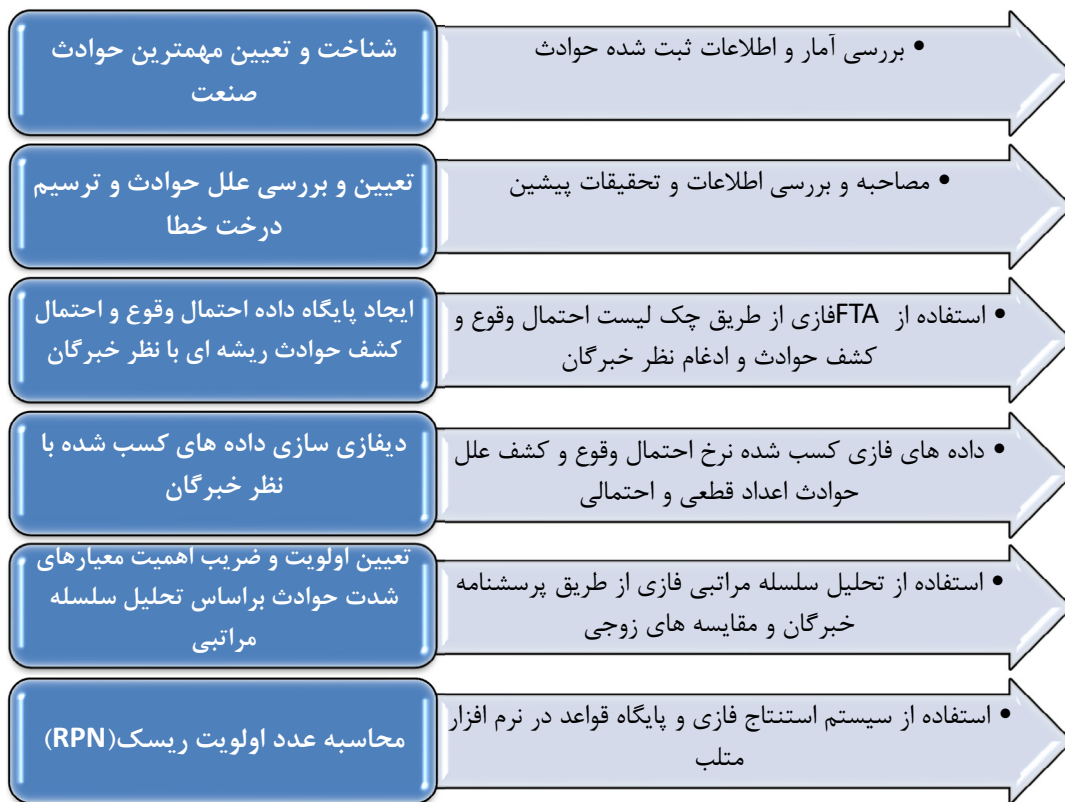 شناخت و تعیین مهمترین حوادث
صنعت
• بررسی آمار و اطلاعات ثبت شده حوادث
تعیین و بررسی علل حوادث و ترسیم
درخت خطا
• مصاحبه و بررسی اطلاعات و تحقیقات پیشین
ایجاد پایگاه داده احتمال وقوع و احتمال
کشف حوادث ریشه ای با نظر خبرگان
• استفاده از FTAفازی از طریق چک لیست احتمال وقوع و
کشف حوادث و ادغام نظر خبرگان
دیفازی سازی داده های کسب شده با
نظر خبرگان
• داده های فازی کسب شده نرخ احتمال وقوع و کشف علل
حوادث اعداد قطعی و احتمالی
تعیین اولویت و ضریب اهمیت معیارهای
شدت حوادث براساس تحلیل سلسله
مراتبی
• استفاده از تحلیل سلسله مراتبی فازی از طریق پرسشنامه
خبرگان و مقایسه های زوجی
محاسبه عدد اولویت ریسک(RPN)
• استفاده از سیستم استنتاج فازی و پایگاه قواعد در نرم افزار
متلب